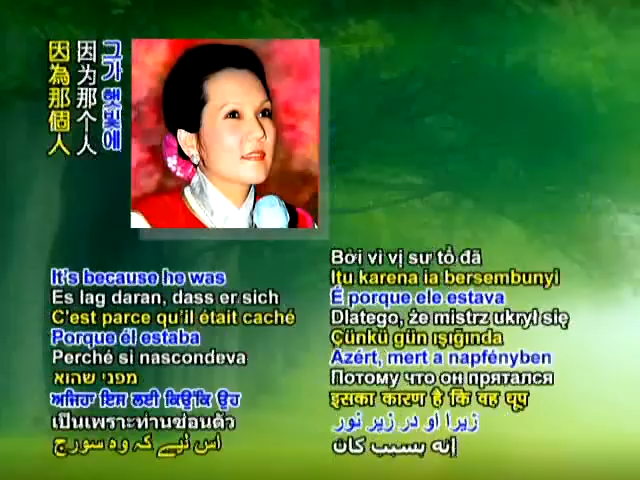 因為那個人
因为那个人
그가 햇빛에
It's because he was
Es lag daran, dass er sich
C'est parce qu'il était caché
Porque él estaba
Perché si nascondeva
מפני שהוא
ਅਜਿਹਾ ਇਸ ਲਈ ਕਿਉਂਕਿ ਉਹ
เป็นเพราะท่านซ่อนตัว
اس لیے کہ وہ سورج
Bởi vì vị sư tổ đã
Itu karena ia bersembunyi
É porque ele estava
Dlatego, że mistrz ukrył się
Çünkü gün ışığında
Azért, mert a napfényben
Потому что он прятался
इसका कारण है कि वह धूप
زیرا او در زیر نور
إنه بسبب كان